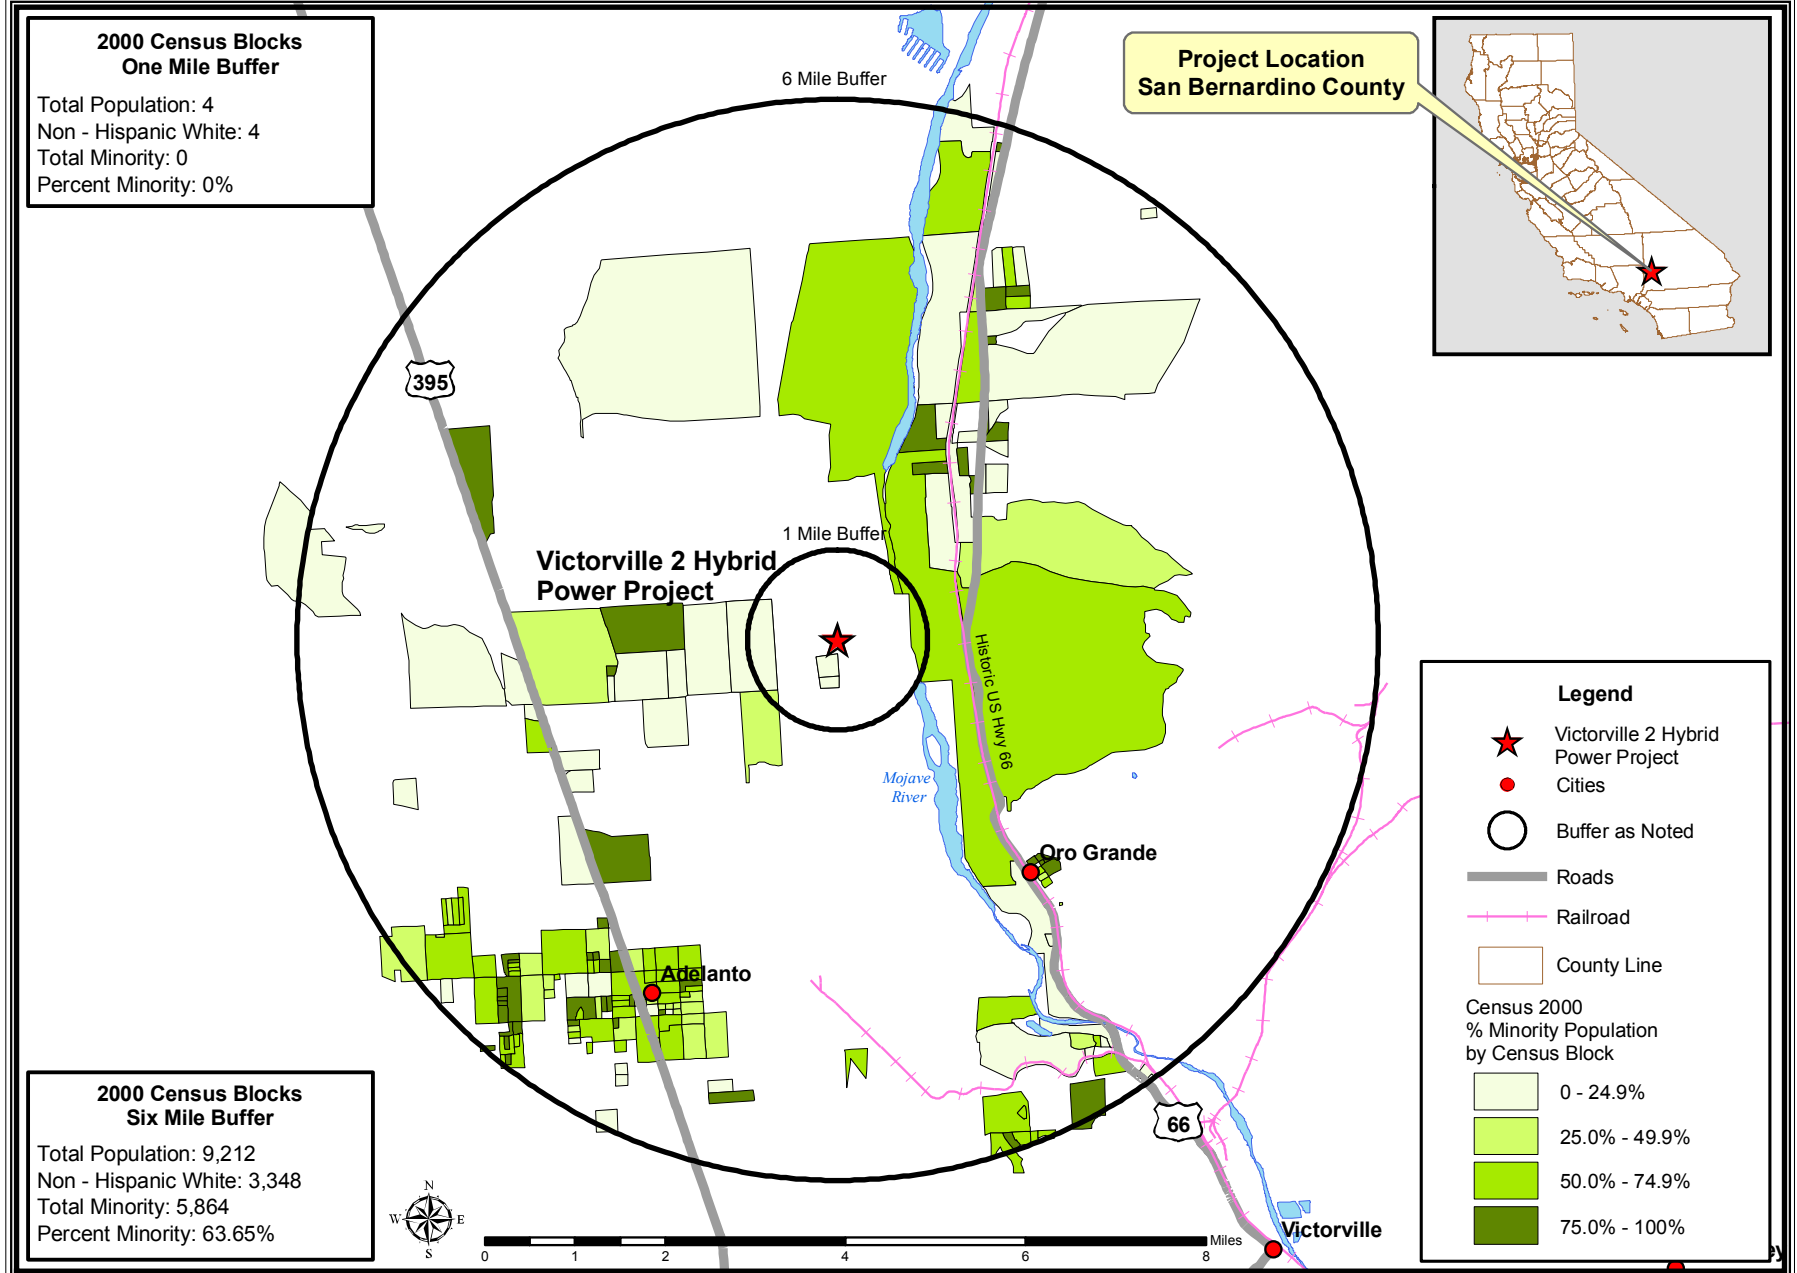 2000 Census Blocks
One Mile Buffer
Total Population: 4
Non - Hispanic White: 4
Total Minority: 0
Percent Minority: 0%
6 Mile Buffer
Project Location
San Bernardino County
395
1 Mile Buffer
Victorville 2 Hybrid
Power Project
Historic US Hwy 66
Mojave
River
Oro Grande
Adelanto
66
Victorville
Legend
Victorville 2 Hybrid
Power Project
Cities
Buffer as Noted
Roads
Railroad
County Line
Census 2000
% Minority Population
by Census Block
0 - 24.9%
25.0% - 49.9%
50.0% - 74.9%
75.0% - 100%
2000 Census Blocks
Six Mile Buffer
Total Population: 9,212
Non - Hispanic White: 3,348
Total Minority: 5,864
Percent Minority: 63.65%
N
W E
S
Miles
0 1 2 4 6 8